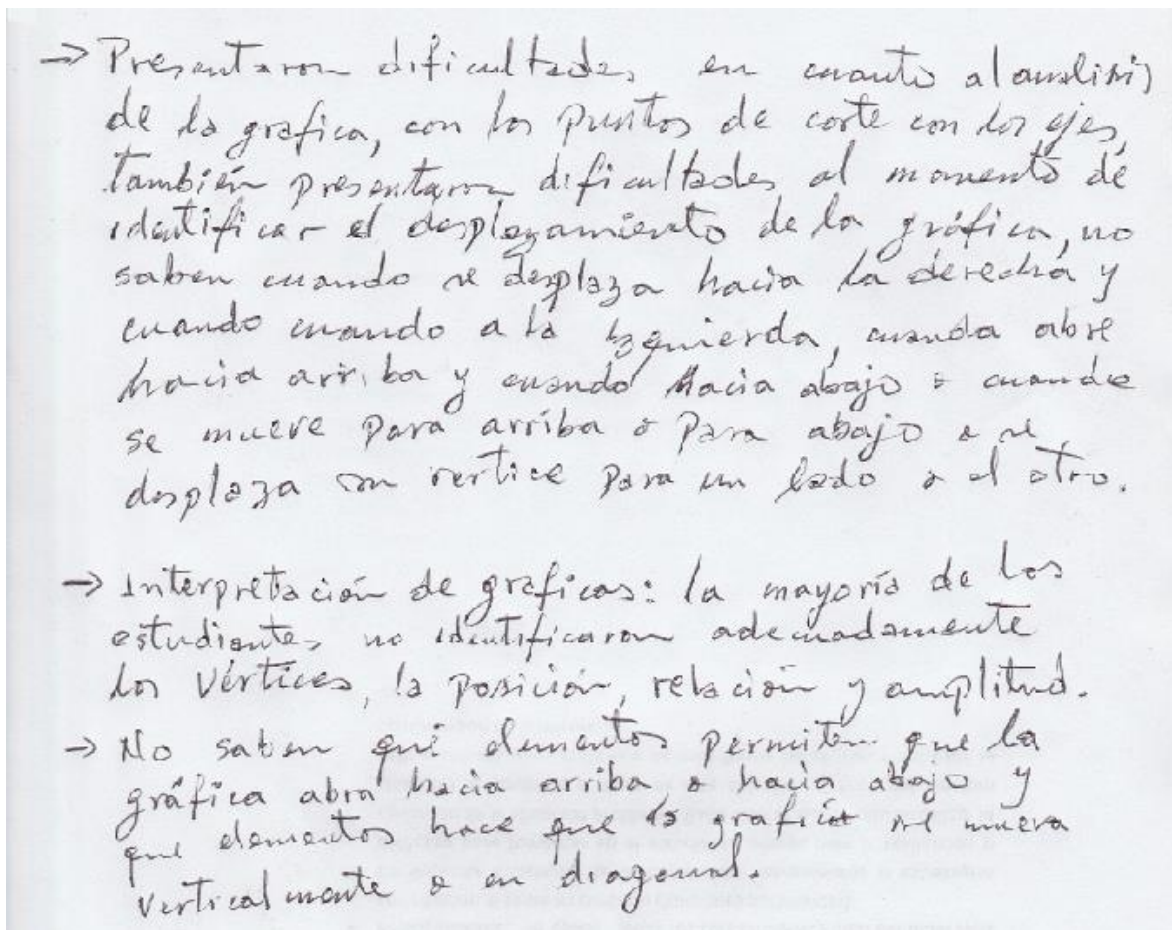 → Presentaron dificultades en cuanto al analisis
de la grafica, con los puntos de corte con los ejes,
también presentaron dificultades al momento de
identificar el desplazamiento de la gráfica, no
saben cuando se desplaza hacia la derecha y
cuando cuando a la izquierda, cuando abre
hacia arriba y cuando hacia abajo o cuando
se mueve para arriba o para abajo o se
desplaza su vertice para un lado o el otro.
→ Interpretación de graficas: la mayoría de los
estudiantes no identificaron adecuadamente
los vértices, la posición, relación y amplitud.
→ No saben qué elementos permiten que la
gráfica abra hacia arriba o hacia abajo y
que elementos hace que la grafica se mueva
verticalmente o en diagonal.